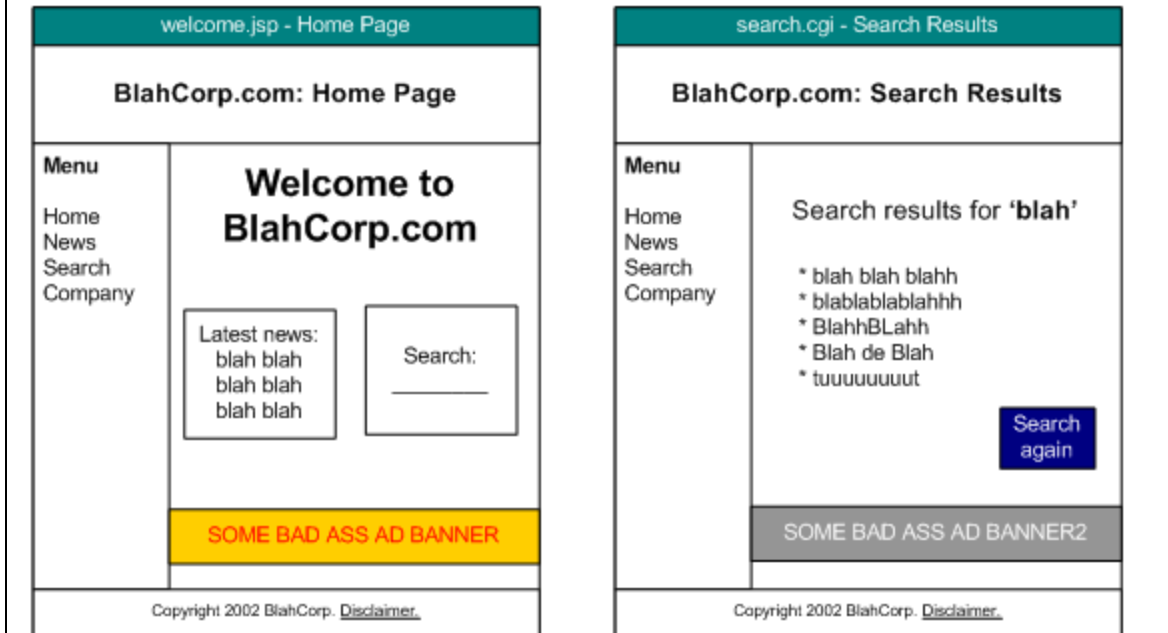 welcome.jsp - Home Page
BlahCorp.com: Home Page
Menu
Home
News
Search
Company
Welcome to
BlahCorp.com
Latest news:
blah blah
blah blah
blah blah
Search:
SOME BAD ASS AD BANNER
Copyright 2002 BlahCorp. Disclaimer.
search.cgi - Search Results
BlahCorp.com: Search Results
Menu
Home
News
Search
Company
Search results for ‘blah’
* blah blah blahh
* blablablablahhh
* BlahhBLahh
* Blah de Blah
* tuuuuuuuut
Search
again
SOME BAD ASS AD BANNER2
Copyright 2002 BlahCorp. Disclaimer.